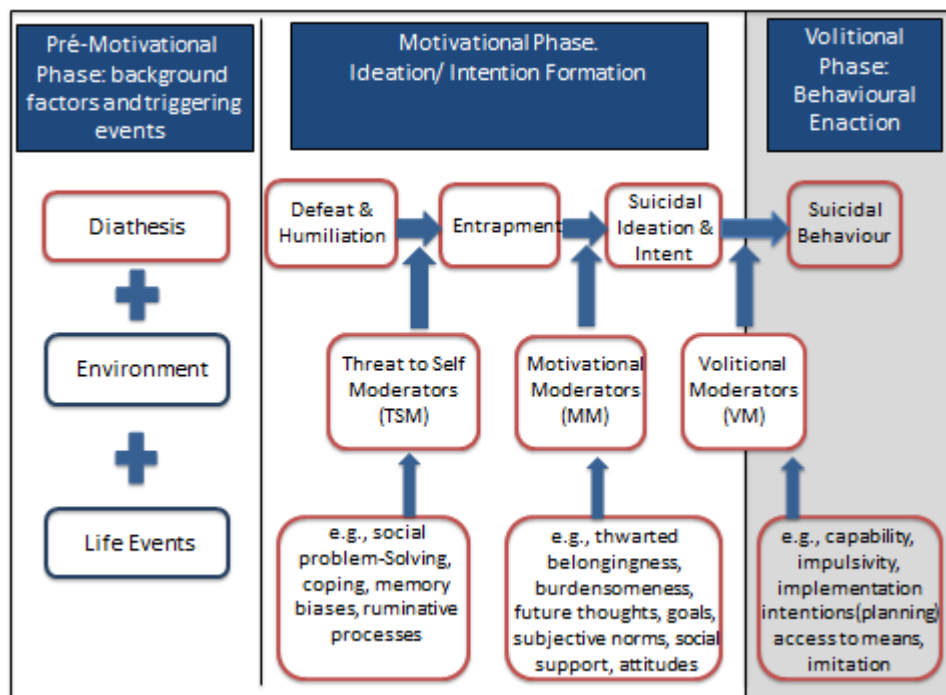 Pré-Motivational
Phase: background
factors and triggering
events
Motivational Phase.
Ideation/ Intention Formation
Volitional
Phase:
Behavioural
Enaction
Diathesis
Environment
Life Events
Defeat &
Humiliation
Entrapment
Suicidal
Ideation &
Intent
Suicidal
Behaviour
Threat to Self
Moderators
(TSM)
Motivational
Moderators
(MM)
Volitional
Moderators
(VM)
e.g., social
problem-Solving,
coping, memory
biases, ruminative
processes
e.g., thwarted
belongingness,
burdensomeness,
future thoughts, goals,
subjective norms, social
support, attitudes
e.g., capability,
impulsivity,
implementation
intentions(planning)
access to means,
imitation